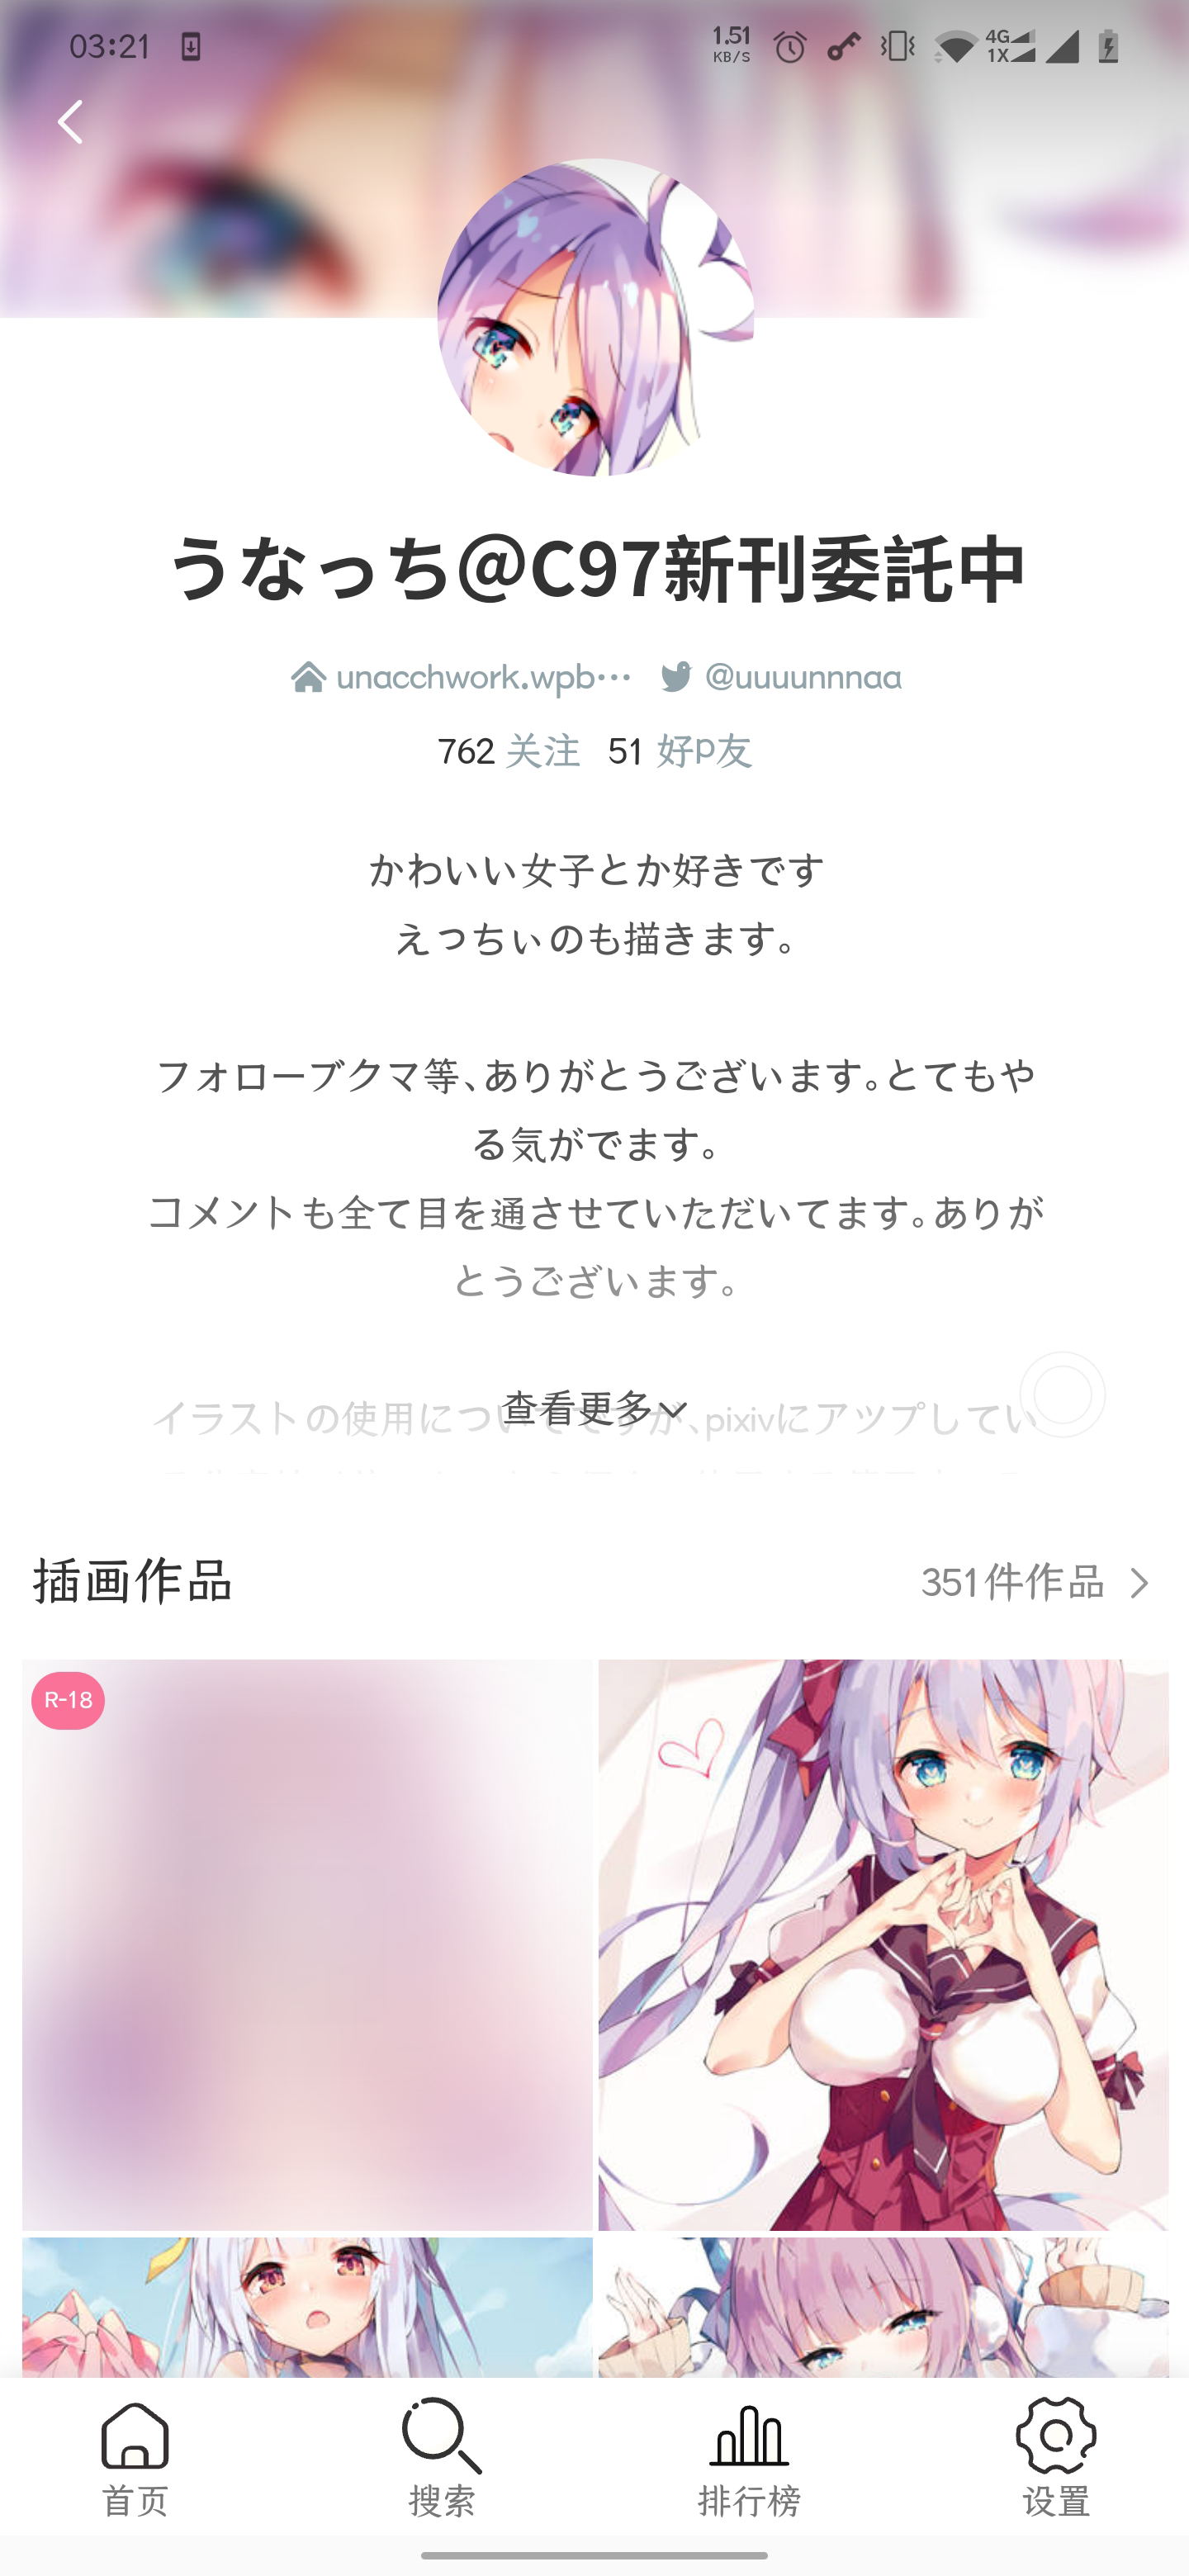 03:21
1.51
KB/S
4G
1X
うなっち@C97新刊委託中
unacchwork.wpb… @uuuunnnaa
762 关注 51 好p友
かわいい女子とか好きです
えっちぃのも描きます。
フォローブクマ等、ありがとうございます。とてもや
る気がでます。
コメントも全て目を通させていただいてます。ありが
とうございます。
イラストの使用についてですが、pixivにアップしてい
查看更多
插画作品 351件作品
R-18
首页 搜索 排行榜 设置